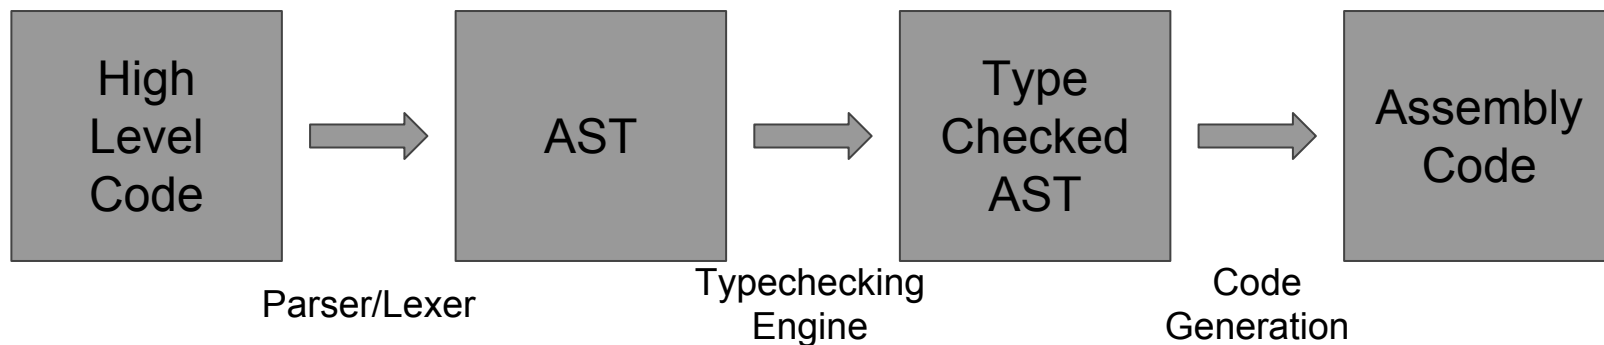 High
Level
Code
AST
Type
Checked
AST
Assembly
Code
Parser/Lexer
Typechecking
Engine
Code
Generation